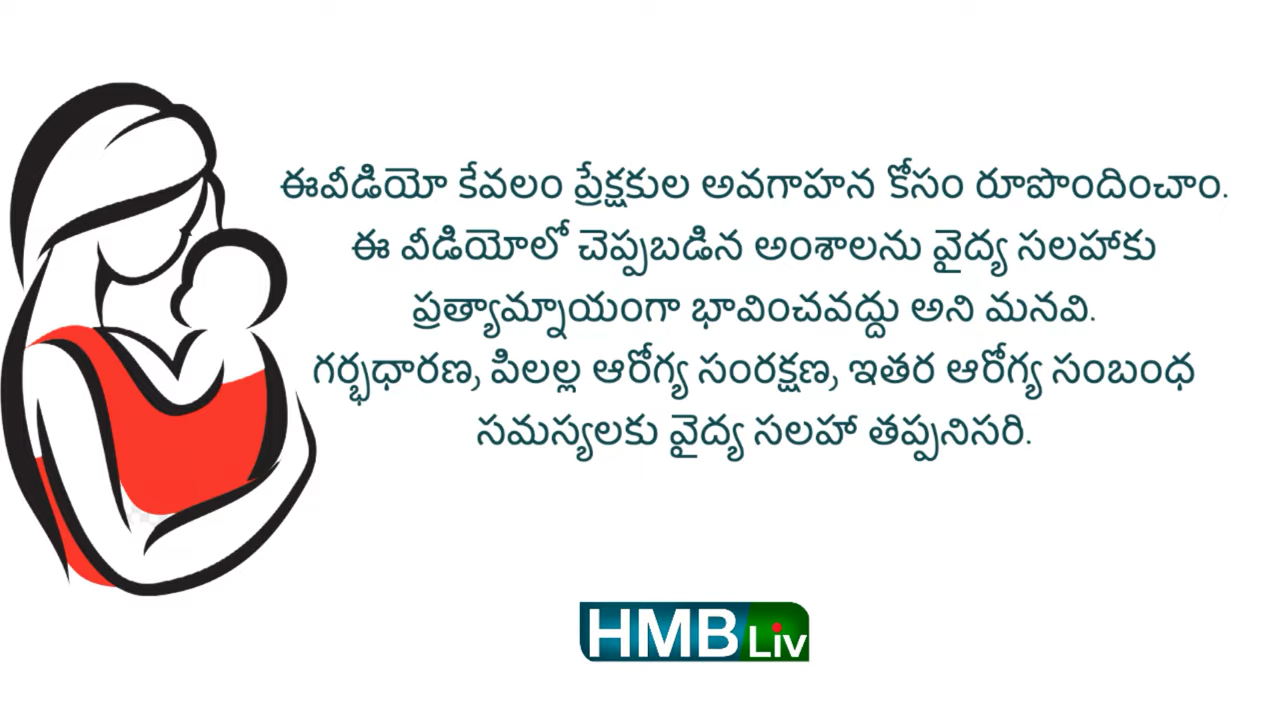 ఈవీడియో కేవలం ప్రేక్షకుల అవగాహన కోసం రూపొందించాం.
ఈ వీడియోలో చెప్పబడిన అంశాలను వైద్య సలహాకు
ప్రత్యామ్నాయంగా భావించవద్దు అని మనవి.
గర్భధారణ, పిలల్ల ఆరోగ్య సంరక్షణ, ఇతర ఆరోగ్య సంబంధ
సమస్యలకు వైద్య సలహా తప్పనిసరి.
HMB Liv